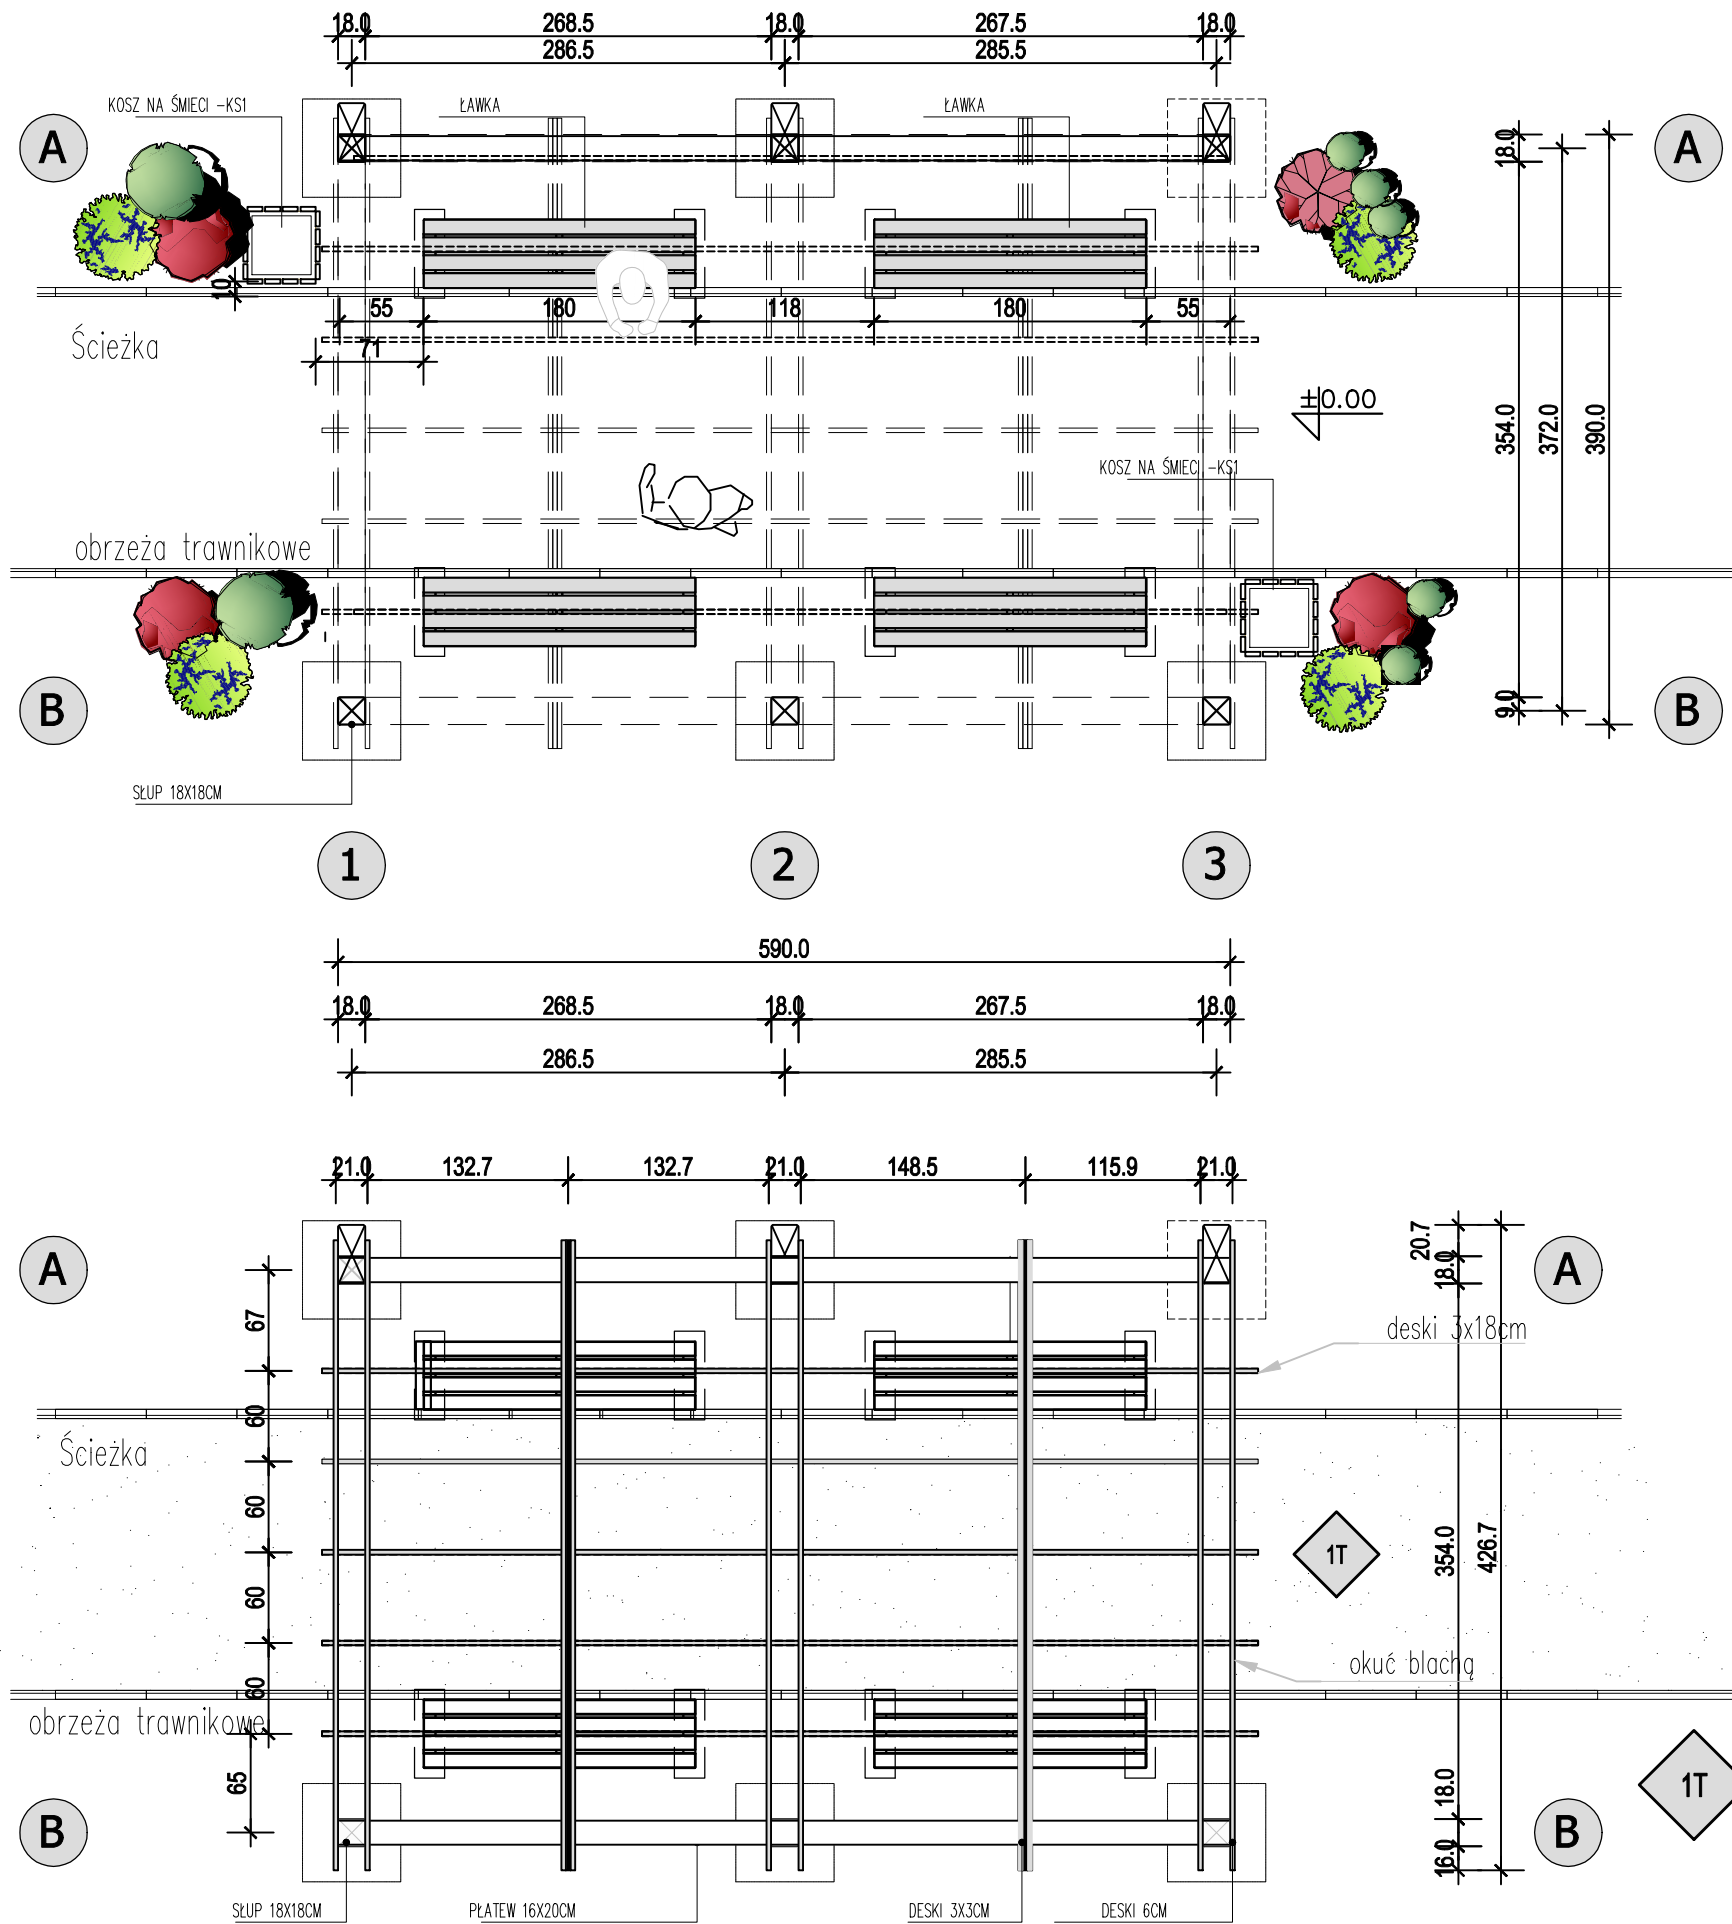 18.0 268.5 18.0 267.5 18.0
286.5 285.5
KOSZ NA ŚMIECI -KS1 ŁAWKA ŁAWKA
A A
18.0
10
55 180 118 180 55
Ścieżka
71
±0.00
354.0 372.0 390.0
KOSZ NA ŚMIECI -KS1
obrzeża trawnikowe
B B
9.0
SŁUP 18X18CM
1 2 3
590.0
18.0 268.5 18.0 267.5 18.0
286.5 285.5
21.0 132.7 132.7 21.0 148.5 115.9 21.0
20.7
A A
18.0
67
deski 3x18cm
60
Ścieżka
60
354.0 426.7
1T
60
okuć blachą
60
obrzeża trawnikowe
65
18.0
1T
B B
16.0
SŁUP 18X18CM PŁATEW 16X20CM DESKI 3X3CM DESKI 6CM